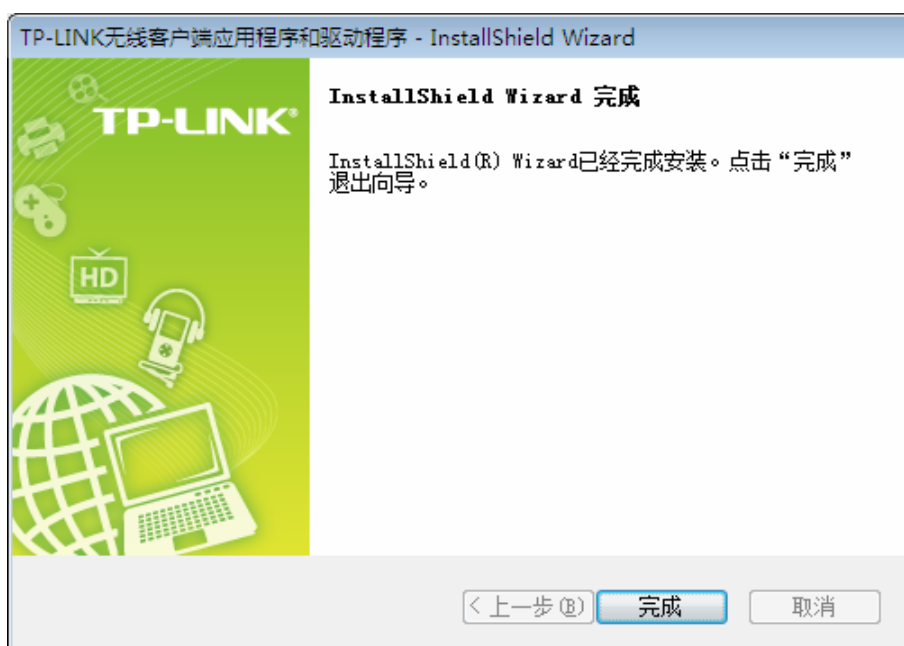 TP-LINK无线客户端应用程序和驱动程序 - InstallShield Wizard
TP-LINK®
InstallShield Wizard 完成
InstallShield(R) Wizard已经完成安装。点击“完成”
退出向导。
HD
< 上一步(B)
完成
取消